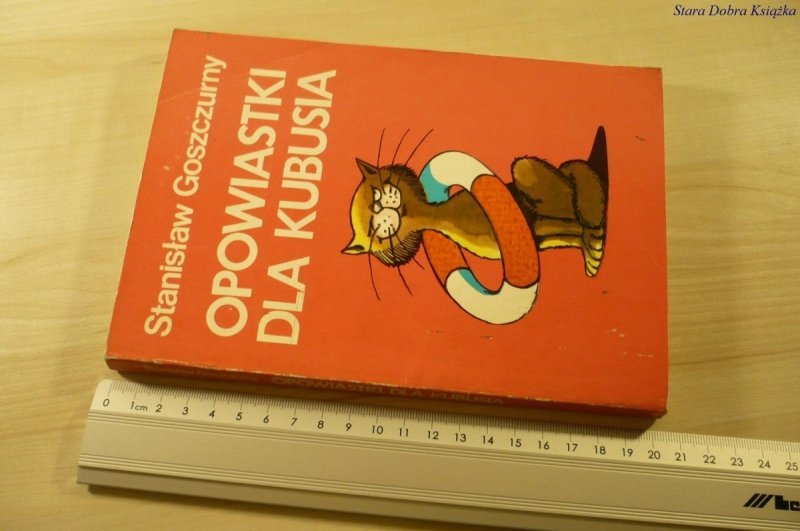 Stara Dobra Książka
Stanisław Goszczurny
OPOWIASTKI
DLA KUBUSIA
OPOWIASTKI DLA KUBUSIA
0 1cm 2 3 4 5 6 7 8 9 10 11 12 13 14 15 16 17 18 19 20 21 22 23 24 25